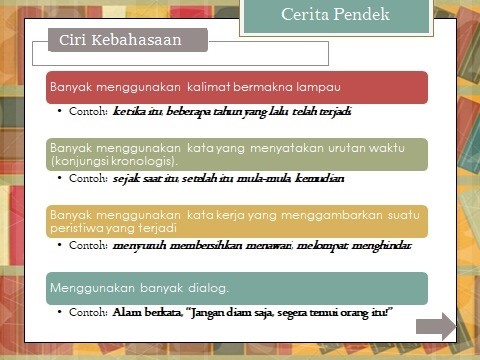 Cerita Pendek
Ciri Kebahasaan
Banyak menggunakan kalimat bermakna lampau
• Contoh: ketika itu, beberapa tahun yang lalu, telah terjadi
Banyak menggunakan kata yang menyatakan urutan waktu
(konjungsi kronologis).
• Contoh: sejak saat itu, setelah itu, mula-mula, kemudian
Banyak menggunakan kata kerja yang menggambarkan suatu
peristiwa yang terjadi
• Contoh: menyuruh, membersihkan, menawari, melompat, menghindar
Menggunakan banyak dialog.
• Contoh: Alam berkata, “Jangan diam saja, segera temui orang itu!”